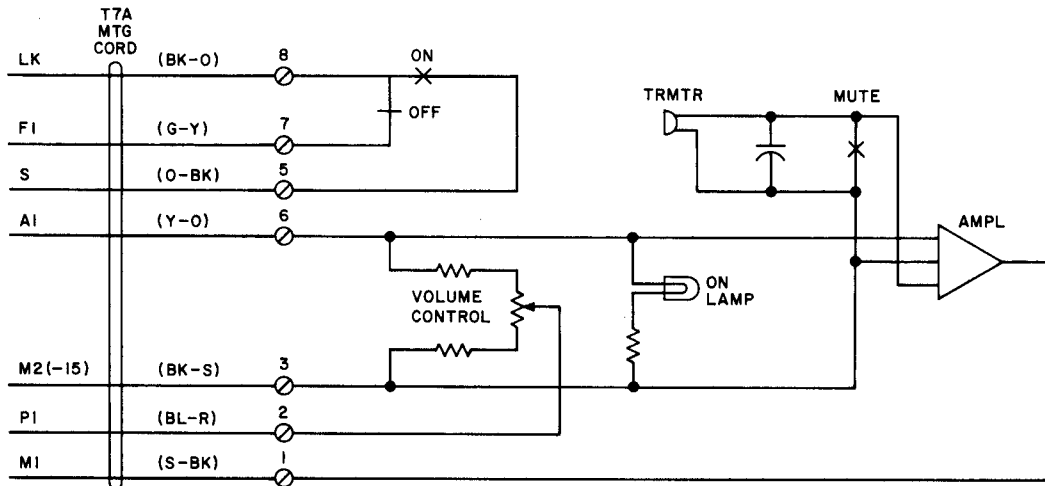 T7A
MTG
CORD
LK (BK-O) 8 ON
OFF
TRMTR MUTE
F1 (G-Y) 7
S (O-BK) 5
A1 (Y-O) 6
AMPL
VOLUME
CONTROL
ON
LAMP
M2(-15) (BK-S) 3
P1 (BL-R) 2
M1 (S-BK) 1